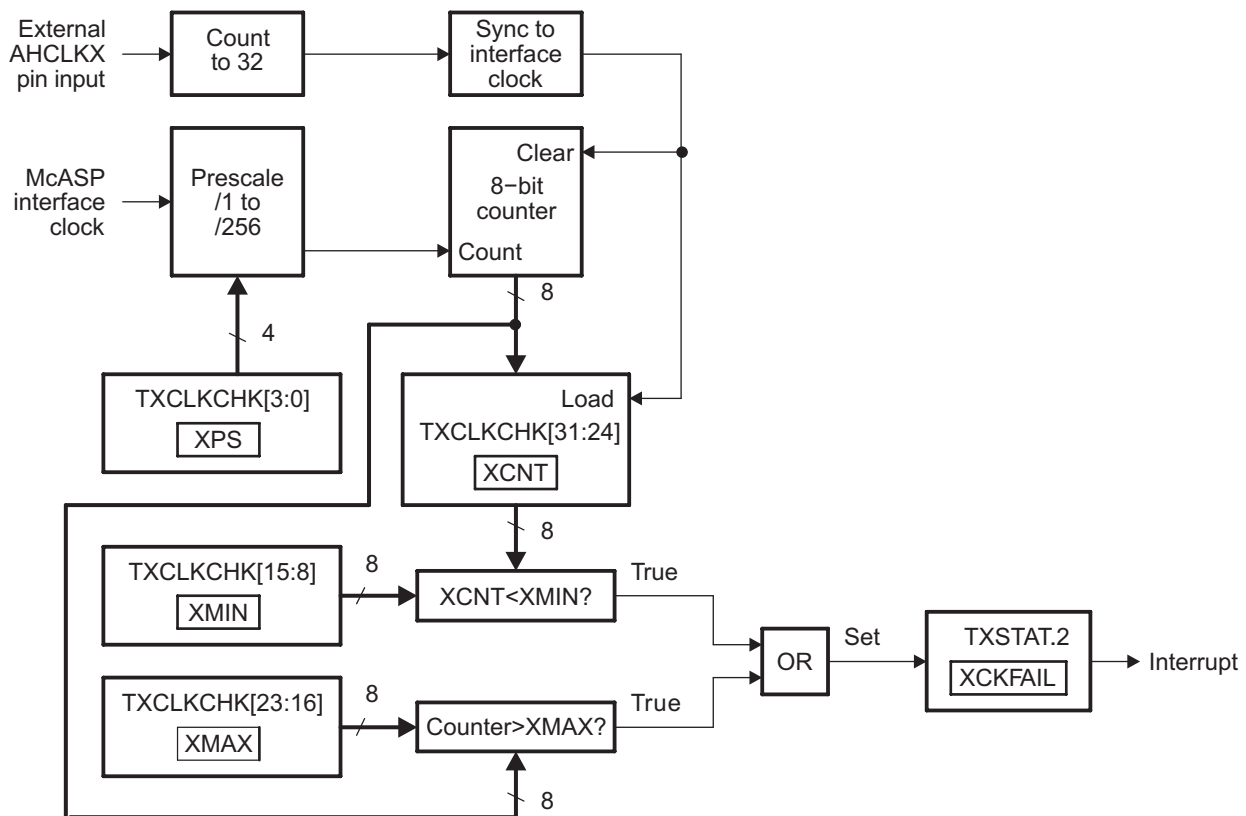 External
AHCLKX
pin input
Count
to 32
Sync to
interface
clock
McASP
interface
clock
Prescale
/1 to
/256
Clear
8−bit
counter
Count
8
4
TXCLKCHK[3:0]
XPS
Load
TXCLKCHK[31:24]
XCNT
8
TXCLKCHK[15:8]
XMIN
8
XCNT<XMIN?
True
TXCLKCHK[23:16]
XMAX
8
Counter>XMAX?
True
8
OR
Set
TXSTAT.2
XCKFAIL
Interrupt